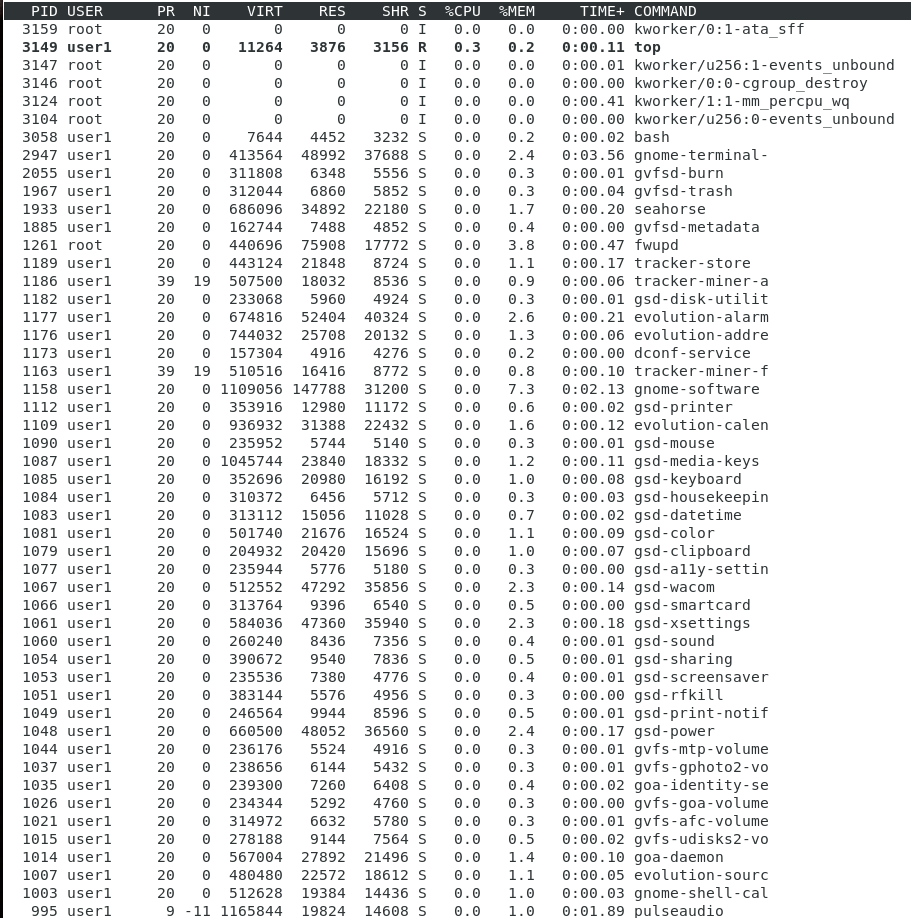 PID USER PR NI VIRT RES SHR S %CPU %MEM TIME+ COMMAND
3159 root 20 0 0 0 0 I 0.0 0.0 0:00.00 kworker/0:1-ata_sff
3149 user1 20 0 11264 3876 3156 R 0.3 0.2 0:00.11 top
3147 root 20 0 0 0 0 I 0.0 0.0 0:00.01 kworker/u256:1-events_unbound
3146 root 20 0 0 0 0 I 0.0 0.0 0:00.00 kworker/0:0-cgroup_destroy
3124 root 20 0 0 0 0 I 0.0 0.0 0:00.41 kworker/1:1-mm_percpu_wq
3104 root 20 0 0 0 0 I 0.0 0.0 0:00.00 kworker/u256:0-events_unbound
3058 user1 20 0 7644 4452 3232 S 0.0 0.2 0:00.02 bash
2947 user1 20 0 413564 48992 37688 S 0.0 2.4 0:03.56 gnome-terminal-
2055 user1 20 0 311808 6348 5556 S 0.0 0.3 0:00.01 gvfsd-burn
1967 user1 20 0 312044 6860 5852 S 0.0 0.3 0:00.04 gvfsd-trash
1933 user1 20 0 686096 34892 22180 S 0.0 1.7 0:00.20 seahorse
1885 user1 20 0 162744 7488 4852 S 0.0 0.4 0:00.00 gvfsd-metadata
1261 root 20 0 440696 75908 17772 S 0.0 3.8 0:00.47 fwupd
1189 user1 20 0 443124 21848 8724 S 0.0 1.1 0:00.17 tracker-store
1186 user1 39 19 507500 18032 8536 S 0.0 0.9 0:00.06 tracker-miner-a
1182 user1 20 0 233068 5960 4924 S 0.0 0.3 0:00.01 gsd-disk-utilit
1177 user1 20 0 674816 52404 40324 S 0.0 2.6 0:00.21 evolution-alarm
1176 user1 20 0 744032 25708 20132 S 0.0 1.3 0:00.06 evolution-addre
1173 user1 20 0 157304 4916 4276 S 0.0 0.2 0:00.00 dconf-service
1163 user1 39 19 510516 16416 8772 S 0.0 0.8 0:00.10 tracker-miner-f
1158 user1 20 0 1109056 147788 31200 S 0.0 7.3 0:02.13 gnome-software
1112 user1 20 0 353916 12980 11172 S 0.0 0.6 0:00.02 gsd-printer
1109 user1 20 0 936932 31388 22432 S 0.0 1.6 0:00.12 evolution-calen
1090 user1 20 0 235952 5744 5140 S 0.0 0.3 0:00.01 gsd-mouse
1087 user1 20 0 1045744 23840 18332 S 0.0 1.2 0:00.11 gsd-media-keys
1085 user1 20 0 352696 20980 16192 S 0.0 1.0 0:00.08 gsd-keyboard
1084 user1 20 0 310372 6456 5712 S 0.0 0.3 0:00.03 gsd-housekeepin
1083 user1 20 0 313112 15056 11028 S 0.0 0.7 0:00.02 gsd-datetime
1081 user1 20 0 501740 21676 16524 S 0.0 1.1 0:00.09 gsd-color
1079 user1 20 0 204932 20420 15696 S 0.0 1.0 0:00.07 gsd-clipboard
1077 user1 20 0 235944 5776 5180 S 0.0 0.3 0:00.00 gsd-a11y-settin
1067 user1 20 0 512552 47292 35856 S 0.0 2.3 0:00.14 gsd-wacom
1066 user1 20 0 313764 9396 6540 S 0.0 0.5 0:00.00 gsd-smartcard
1061 user1 20 0 584036 47360 35940 S 0.0 2.3 0:00.18 gsd-xsettings
1060 user1 20 0 260240 8436 7356 S 0.0 0.4 0:00.01 gsd-sound
1054 user1 20 0 390672 9540 7836 S 0.0 0.5 0:00.01 gsd-sharing
1053 user1 20 0 235536 7380 4776 S 0.0 0.4 0:00.01 gsd-screensaver
1051 user1 20 0 383144 5576 4956 S 0.0 0.3 0:00.00 gsd-rfkill
1049 user1 20 0 246564 9944 8596 S 0.0 0.5 0:00.01 gsd-print-notif
1048 user1 20 0 660500 48052 36560 S 0.0 2.4 0:00.17 gsd-power
1044 user1 20 0 236176 5524 4916 S 0.0 0.3 0:00.01 gvfs-mtp-volume
1037 user1 20 0 238656 6144 5432 S 0.0 0.3 0:00.01 gvfs-gphoto2-vo
1035 user1 20 0 239300 7260 6408 S 0.0 0.4 0:00.02 goa-identity-se
1026 user1 20 0 234344 5292 4760 S 0.0 0.3 0:00.00 gvfs-goa-volume
1021 user1 20 0 314972 6632 5780 S 0.0 0.3 0:00.01 gvfs-afc-volume
1015 user1 20 0 278188 9144 7564 S 0.0 0.5 0:00.02 gvfs-udisks2-vo
1014 user1 20 0 567004 27892 21496 S 0.0 1.4 0:00.10 goa-daemon
1007 user1 20 0 480480 22572 18612 S 0.0 1.1 0:00.05 evolution-sourc
1003 user1 20 0 512628 19384 14436 S 0.0 1.0 0:00.03 gnome-shell-cal
995 user1 9 -11 1165844 19824 14608 S 0.0 1.0 0:01.89 pulseaudio